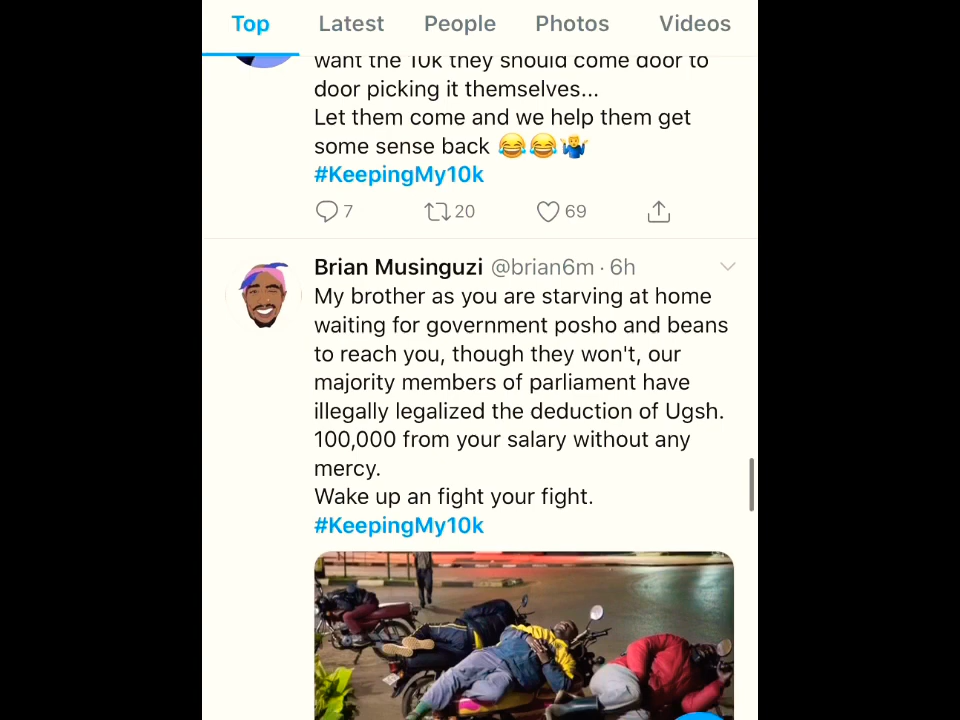 Top Latest People Photos Videos
want the 10k they should come door to
door picking it themselves...
Let them come and we help them get
some sense back 😂😂🤷‍♂️
#KeepingMy10k
7 20 69
Brian Musinguzi @brian6m · 6h
My brother as you are starving at home
waiting for government posho and beans
to reach you, though they won't, our
majority members of parliament have
illegally legalized the deduction of Ugsh.
100,000 from your salary without any
mercy.
Wake up an fight your fight.
#KeepingMy10k